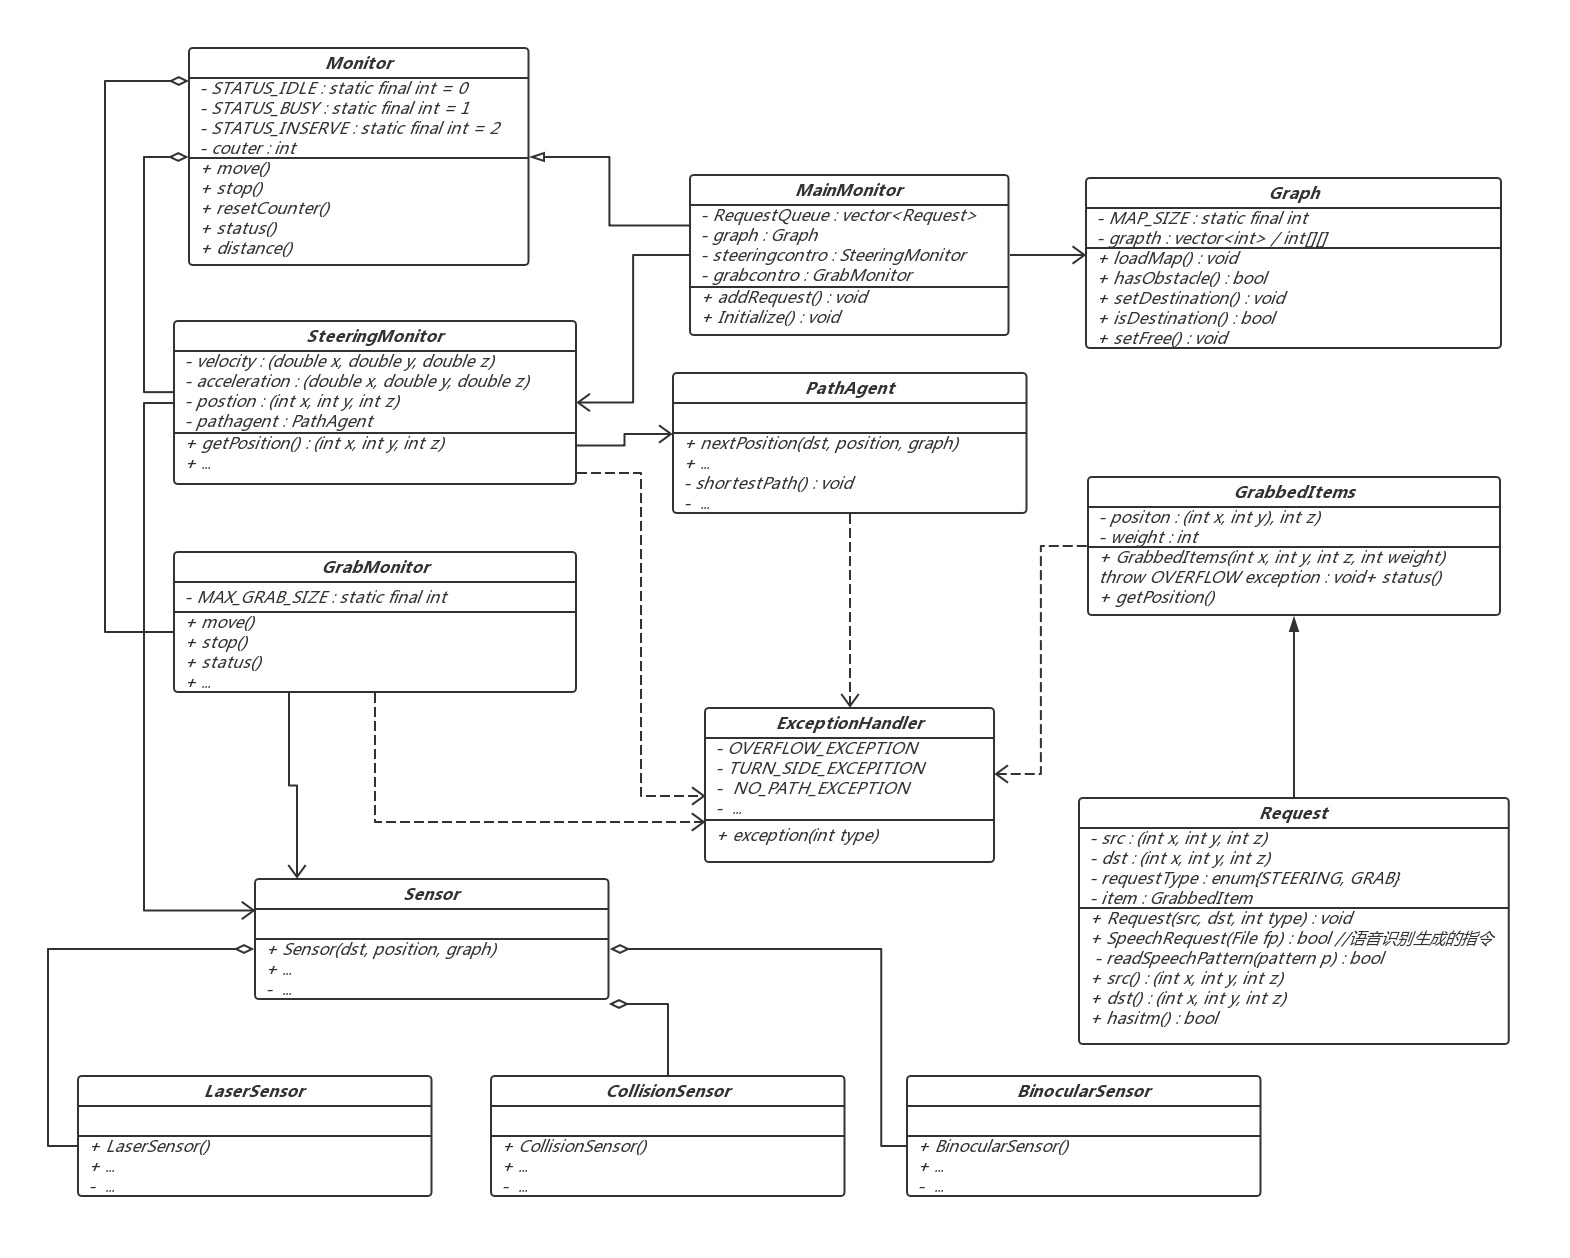 Monitor
- STATUS_IDLE : static final int = 0
- STATUS_BUSY : static final int = 1
- STATUS_INSERVE : static final int = 2
- couter : int
+ move()
+ stop()
+ resetCounter()
+ status()
+ distance()
MainMonitor
- RequestQueue : vector<Request>
- graph : Graph
- steeringcontro : SteeringMonitor
- grabcontro : GrabMonitor
+ addRequest() : void
+ Initialize() : void
Graph
- MAP_SIZE : static final int
- grapth : vector<int> / int[][]
+ loadMap() : void
+ hasObstacle() : bool
+ setDestination() : void
+ isDestination() : bool
+ setFree() : void
SteeringMonitor
- velocity : (double x, double y, double z)
- acceleration : (double x, double y, double z)
- postion : (int x, int y, int z)
- pathagent : PathAgent
+ getPosition() : (int x, int y, int z)
+ ...
PathAgent
+ nextPosition(dst, position, graph)
+ ...
- shortestPath() : void
- ...
GrabbedItems
- positon : (int x, int y), int z)
- weight : int
+ GrabbedItems(int x, int y, int z, int weight)
throw OVERFLOW exception : void+ status()
+ getPosition()
GrabMonitor
- MAX_GRAB_SIZE : static final int
+ move()
+ stop()
+ status()
+ ...
ExceptionHandler
- OVERFLOW_EXCEPTION
- TURN_SIDE_EXCEPITION
- NO_PATH_EXCEPTION
- ...
+ exception(int type)
Request
- src : (int x, int y, int z)
- dst : (int x, int y, int z)
- requestType : enum{STEERING, GRAB}
- item : GrabbedItem
+ Request(src, dst, int type) : void
+ SpeechRequest(File fp) : bool //语音识别生成的指令
- readSpeechPattern(pattern p) : bool
+ src() : (int x, int y, int z)
+ dst() : (int x, int y, int z)
+ hasitm() : bool
Sensor
+ Sensor(dst, position, graph)
+ ...
- ...
LaserSensor
+ LaserSensor()
+ ...
- ...
CollisionSensor
+ CollisionSensor()
+ ...
- ...
BinocularSensor
+ BinocularSensor()
+ ...
- ...